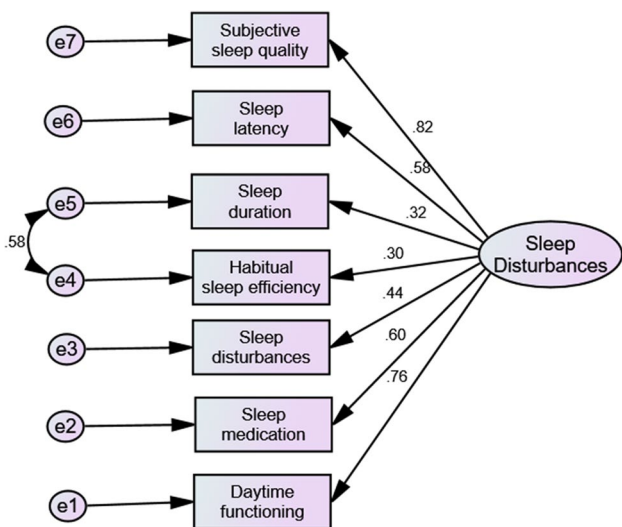 e7
Subjective
sleep quality
e6
Sleep
latency
.82
.58
e5
Sleep
duration
.32
.58
Sleep
Disturbances
e4
Habitual
sleep efficiency
.30
.44
e3
Sleep
disturbances
.60
.76
e2
Sleep
medication
e1
Daytime
functioning